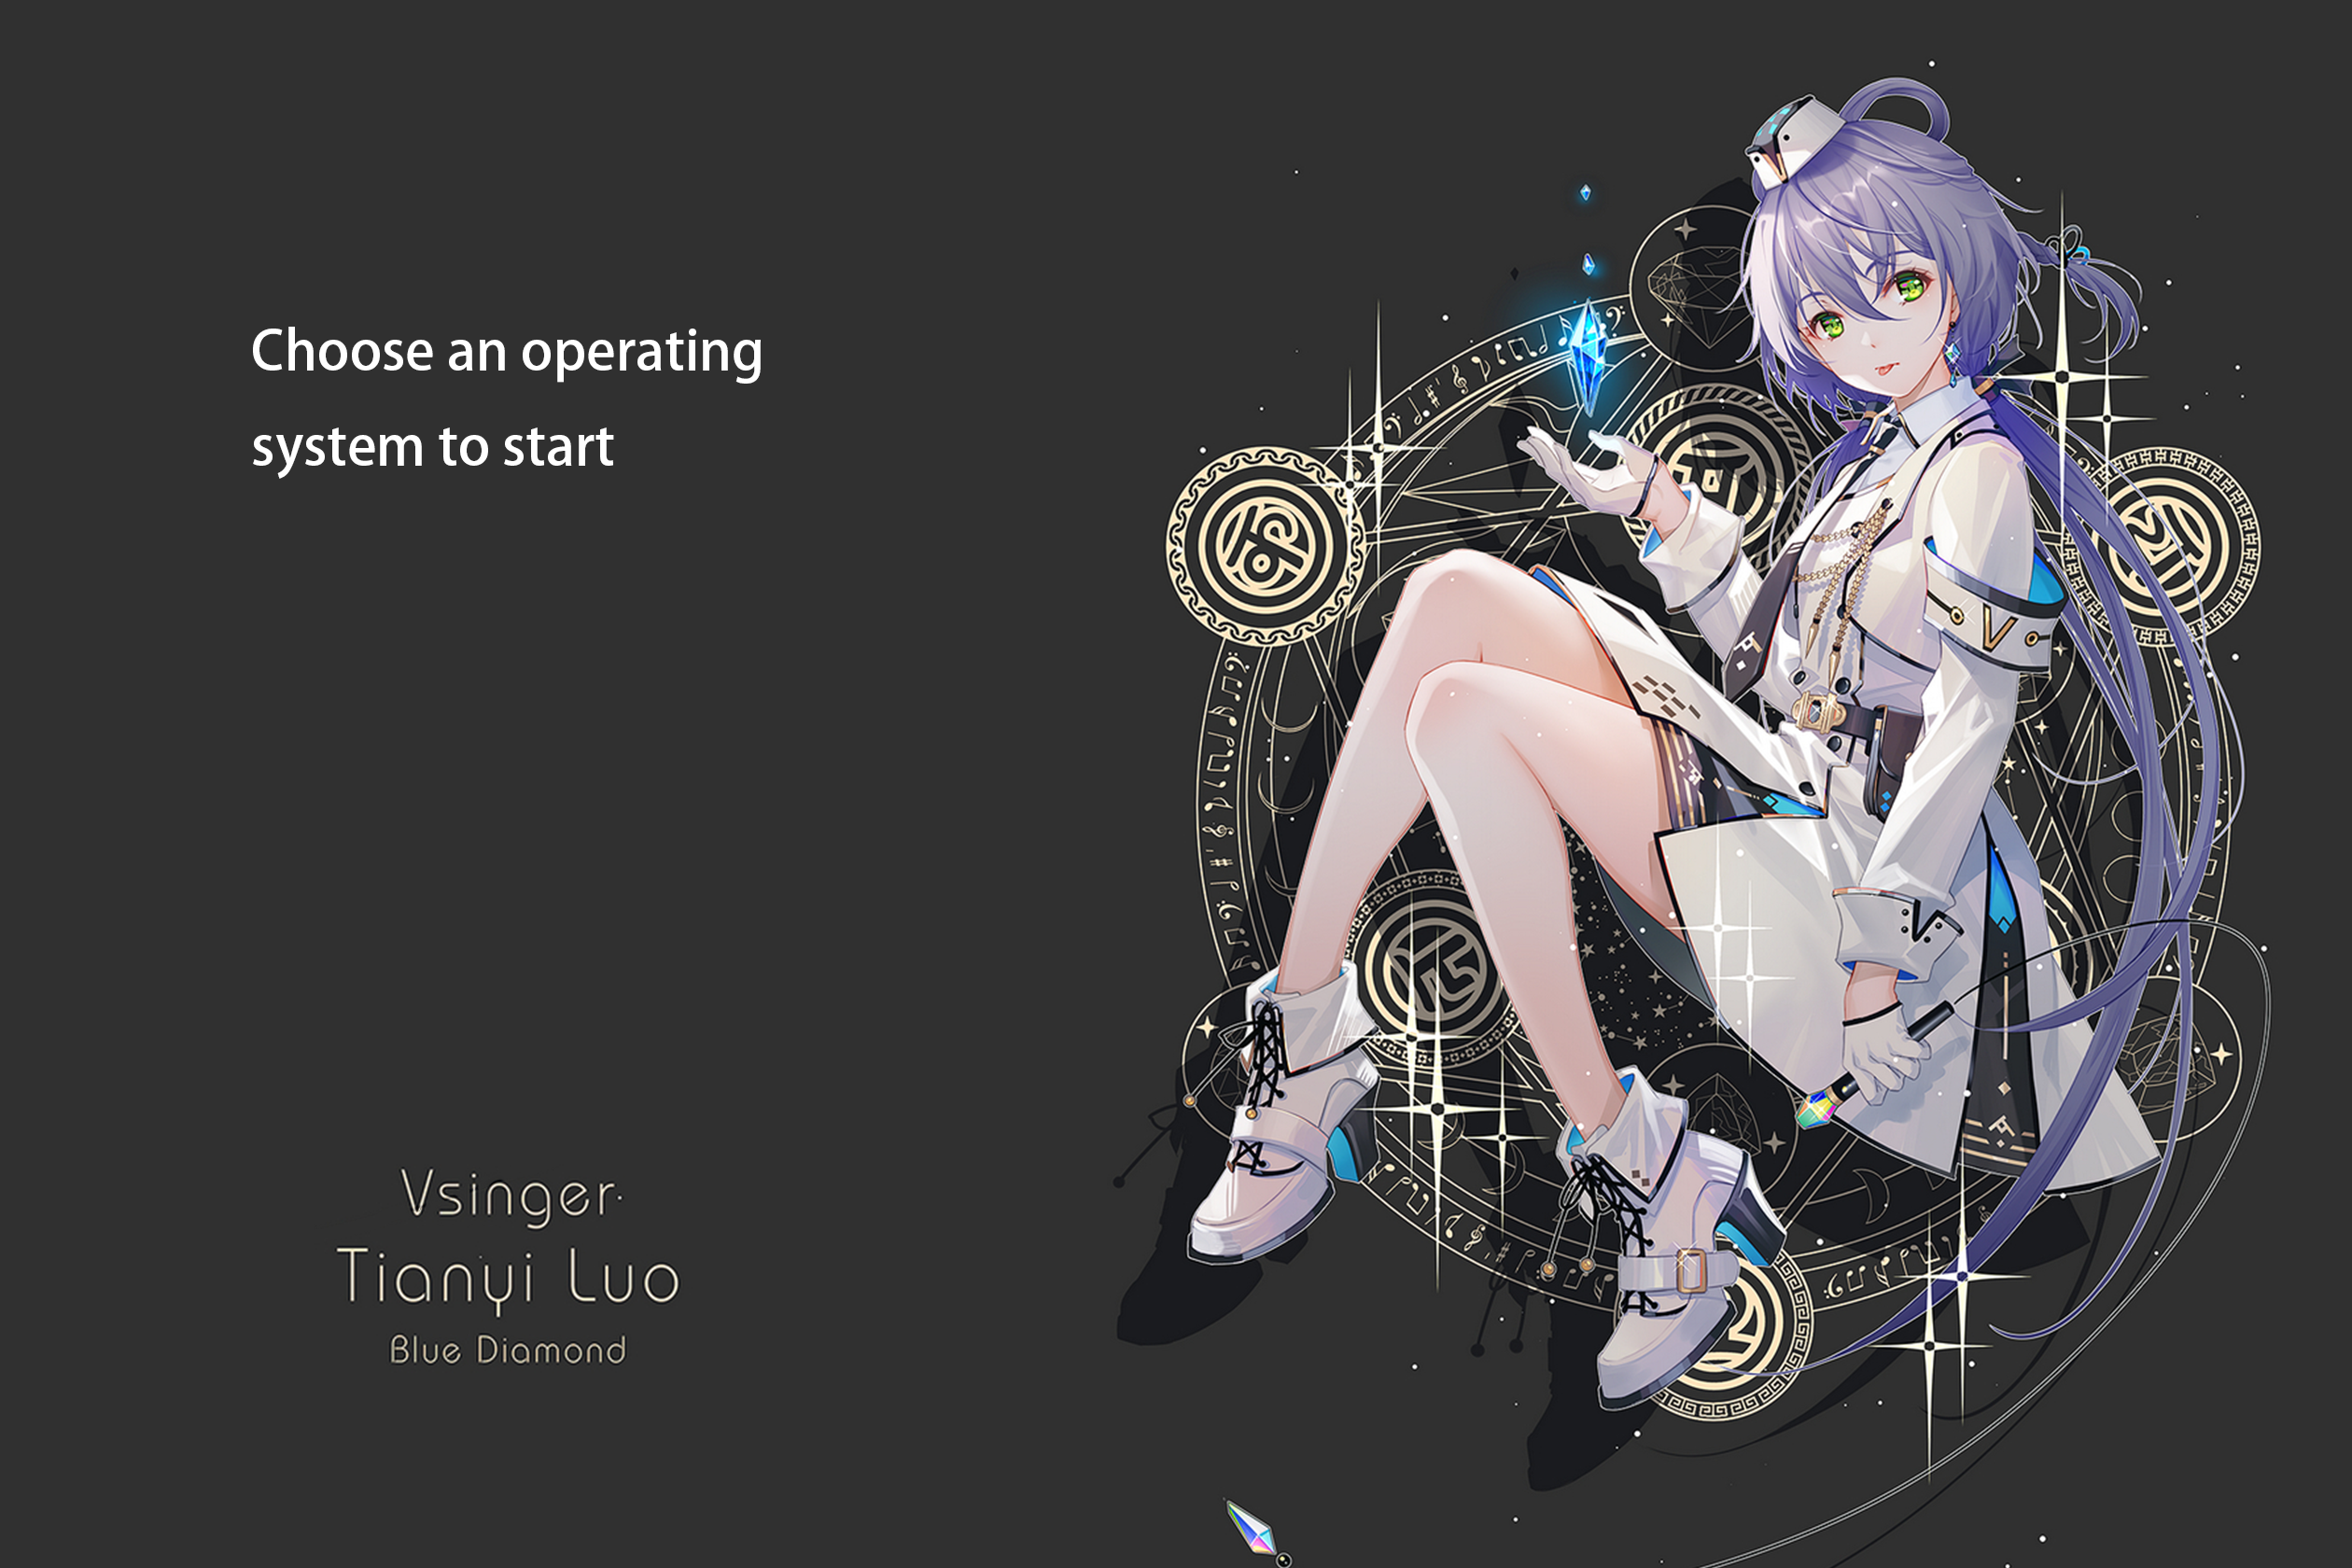 Choose an operating
system to start
Vsinger·
Tianyi Luo
Blue Diamond